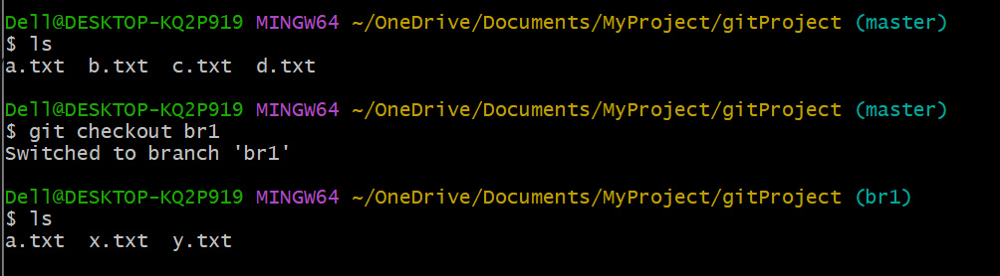 Dell@DESKTOP-KQ2P919 MINGW64 ~/OneDrive/Documents/MyProject/gitProject (master)
$ ls
a.txt  b.txt  c.txt  d.txt
Dell@DESKTOP-KQ2P919 MINGW64 ~/OneDrive/Documents/MyProject/gitProject (master)
$ git checkout br1
Switched to branch 'br1'
Dell@DESKTOP-KQ2P919 MINGW64 ~/OneDrive/Documents/MyProject/gitProject (br1)
$ ls
a.txt  x.txt  y.txt